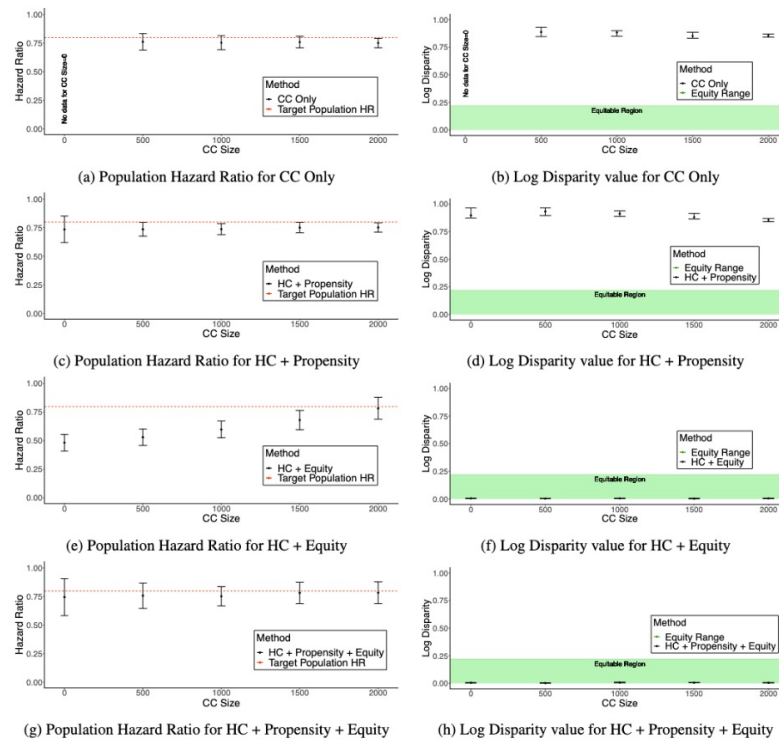 1.00
0.75
0.50
0.25
0.00
Hazard Ratio
No data for CC Size=0
Method
CC Only
Target Population HR
0 500 1000 1500 2000
CC Size
(a) Population Hazard Ratio for CC Only
1.00
0.75
0.50
0.25
0.00
Log Disparity
No data for CC Size=0
Method
CC Only
Equity Range
Equitable Region
0 500 1000 1500 2000
CC Size
(b) Log Disparity value for CC Only
1.00
0.75
0.50
0.25
0.00
Hazard Ratio
Method
HC + Propensity
Target Population HR
0 500 1000 1500 2000
CC Size
(c) Population Hazard Ratio for HC + Propensity
1.00
0.75
0.50
0.25
0.00
Log Disparity
Method
Equity Range
HC + Propensity
Equitable Region
0 500 1000 1500 2000
CC Size
(d) Log Disparity value for HC + Propensity
1.00
0.75
0.50
0.25
0.00
Hazard Ratio
Method
HC + Equity
Target Population HR
0 500 1000 1500 2000
CC Size
(e) Population Hazard Ratio for HC + Equity
1.00
0.75
0.50
0.25
0.00
Log Disparity
Method
Equity Range
HC + Equity
Equitable Region
0 500 1000 1500 2000
CC Size
(f) Log Disparity value for HC + Equity
1.00
0.75
0.50
0.25
0.00
Hazard Ratio
Method
HC + Propensity + Equity
Target Population HR
0 500 1000 1500 2000
CC Size
(g) Population Hazard Ratio for HC + Propensity + Equity
1.00
0.75
0.50
0.25
0.00
Log Disparity
Method
Equity Range
HC + Propensity + Equity
Equitable Region
0 500 1000 1500 2000
CC Size
(h) Log Disparity value for HC + Propensity + Equity